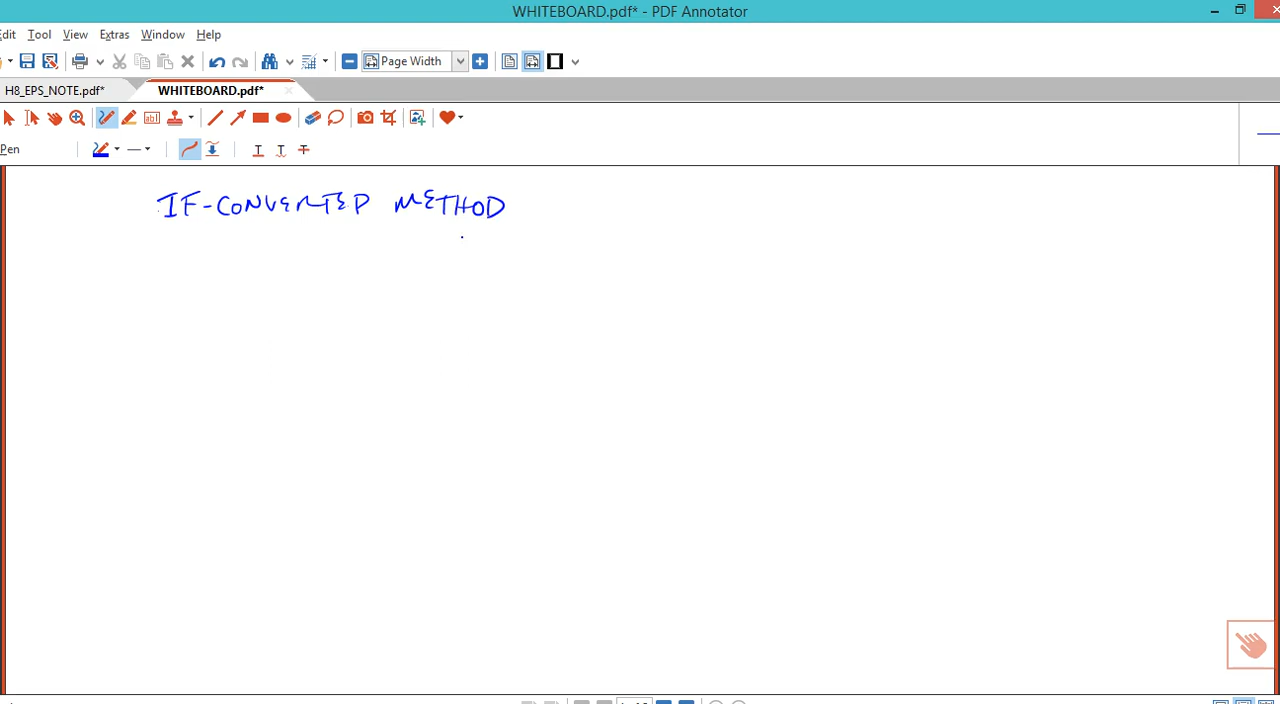 WHITEBOARD.pdf* - PDF Annotator
dit Tool View Extras Window Help
Page Width
H8_EPS_NOTE.pdf* WHITEBOARD.pdf*
Pen
IF-CONVERTED METHOD